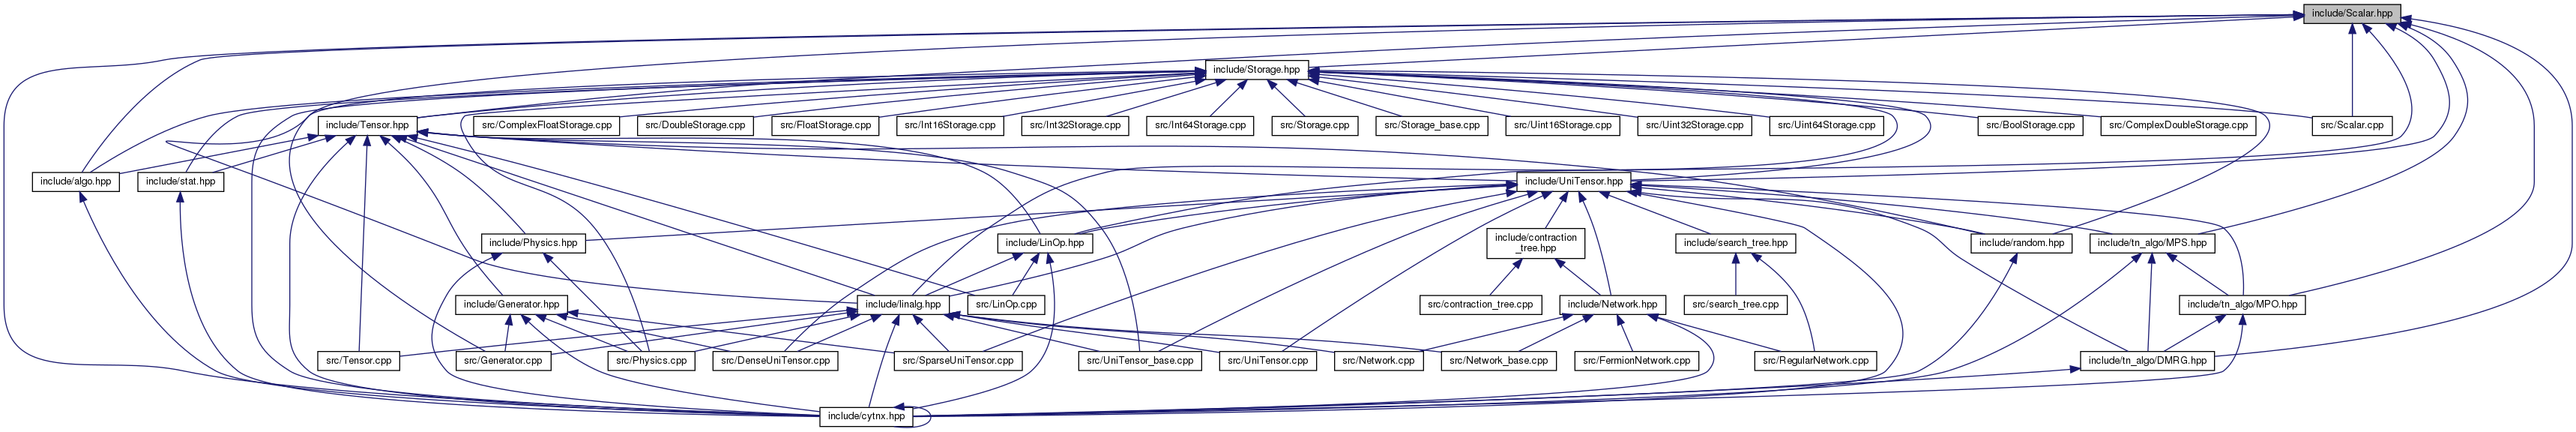 include/Scalar.hpp
include/Storage.hpp
include/Tensor.hpp
src/ComplexFloatStorage.cpp
src/DoubleStorage.cpp
src/FloatStorage.cpp
src/Int16Storage.cpp
src/Int32Storage.cpp
src/Int64Storage.cpp
src/Storage.cpp
src/Storage_base.cpp
src/Uint16Storage.cpp
src/Uint32Storage.cpp
src/Uint64Storage.cpp
src/BoolStorage.cpp
src/ComplexDoubleStorage.cpp
src/Scalar.cpp
include/algo.hpp
include/stat.hpp
include/UniTensor.hpp
include/Physics.hpp
include/LinOp.hpp
include/contraction
_tree.hpp
include/search_tree.hpp
include/random.hpp
include/tn_algo/MPS.hpp
include/Generator.hpp
include/linalg.hpp
src/LinOp.cpp
src/contraction_tree.cpp
include/Network.hpp
src/search_tree.cpp
include/tn_algo/MPO.hpp
src/Tensor.cpp
src/Generator.cpp
src/Physics.cpp
src/DenseUniTensor.cpp
src/SparseUniTensor.cpp
src/UniTensor_base.cpp
src/UniTensor.cpp
src/Network.cpp
src/Network_base.cpp
src/FermionNetwork.cpp
src/RegularNetwork.cpp
include/tn_algo/DMRG.hpp
include/cytnx.hpp